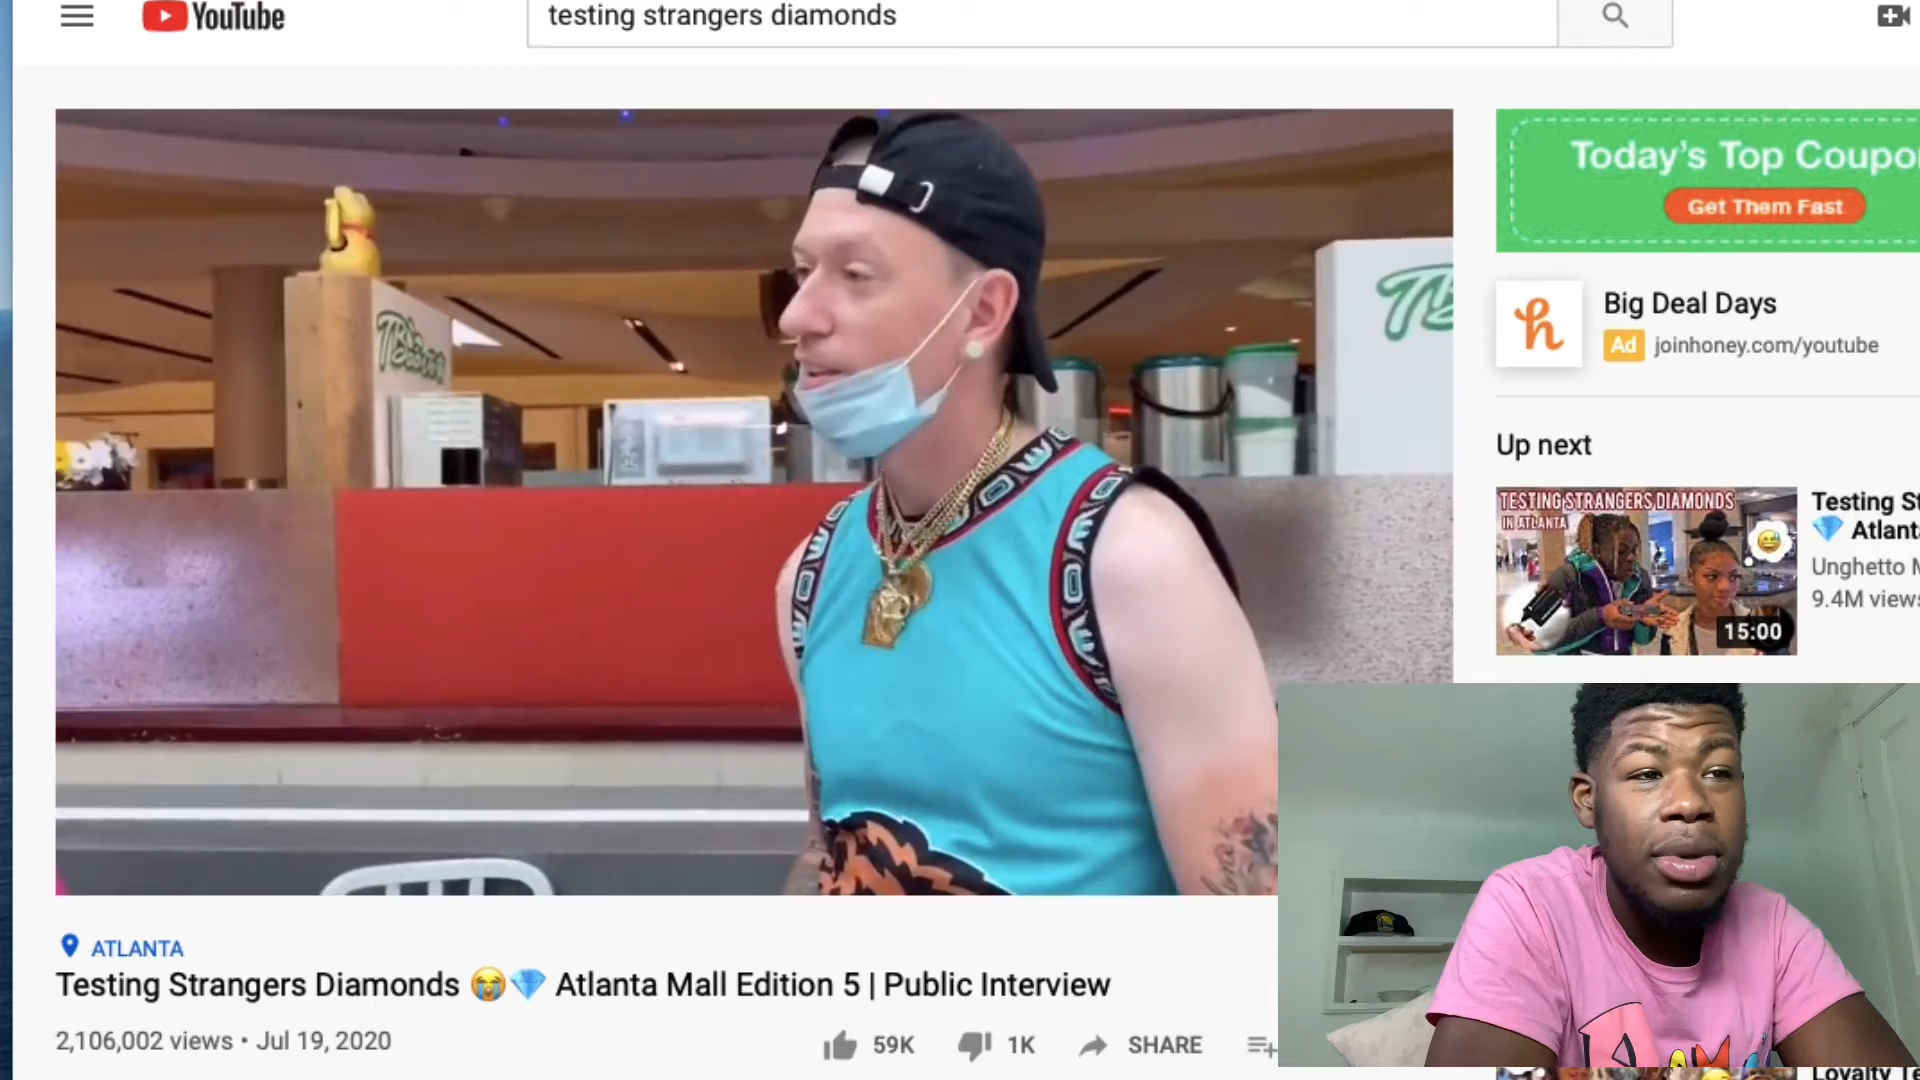 YouTube
testing strangers diamonds
Today's Top Coupo
Get Them Fast
Big Deal Days
Ad joinhoney.com/youtube
Up next
TESTING STRANGERS DIAMONDS
IN ATLANTA
15:00
Testing St
💎 Atlant
Unghetto M
9.4M views
ATLANTA
Testing Strangers Diamonds 😭💎 Atlanta Mall Edition 5 | Public Interview
2,106,002 views • Jul 19, 2020
59K 1K SHARE
Loyalty Te